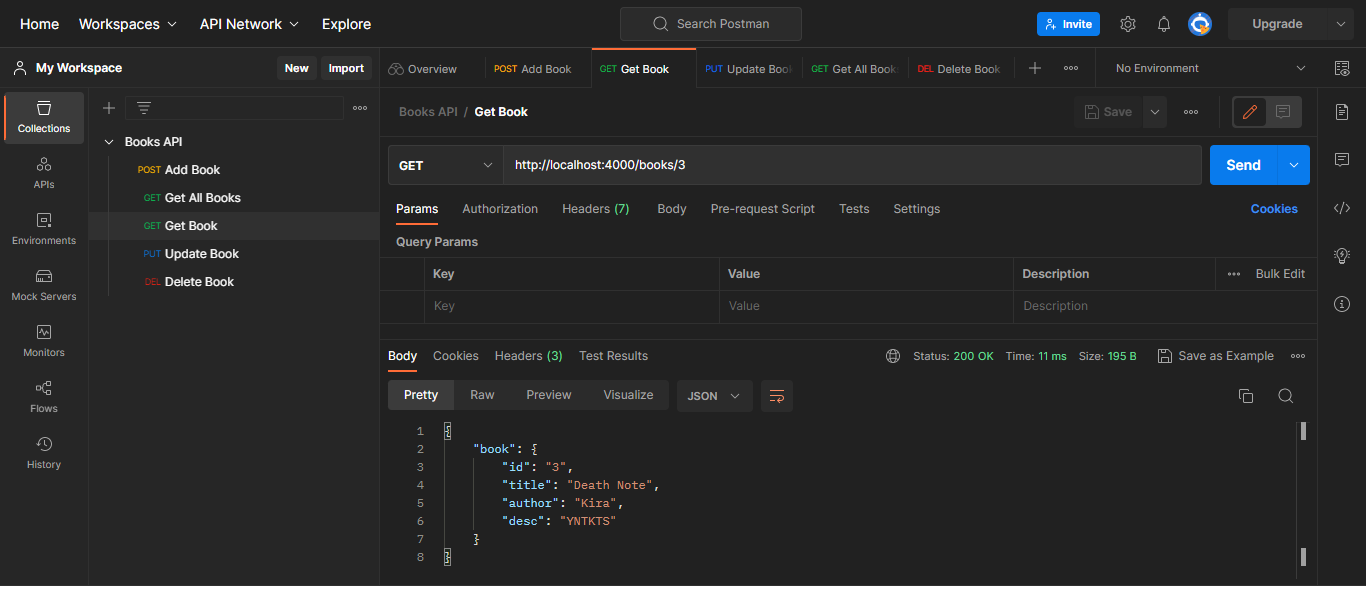 Home Workspaces API Network Explore Search Postman Invite Upgrade
My Workspace New Import Overview POST Add Book GET Get Book PUT Update Book GET Get All Books DEL Delete Book No Environment
Collections
APIs
Environments
Mock Servers
Monitors
Flows
History
Books API
POST Add Book
GET Get All Books
GET Get Book
PUT Update Book
DEL Delete Book
Books API / Get Book Save
GET http://localhost:4000/books/3 Send
Params Authorization Headers (7) Body Pre-request Script Tests Settings Cookies
Query Params
Key Value Description Bulk Edit
Key Value Description
Body Cookies Headers (3) Test Results Status: 200 OK Time: 11 ms Size: 195 B Save as Example
Pretty Raw Preview Visualize JSON
1 {
2 "book": {
3 "id": "3",
4 "title": "Death Note",
5 "author": "Kira",
6 "desc": "YNTKTS"
7 }
8 }